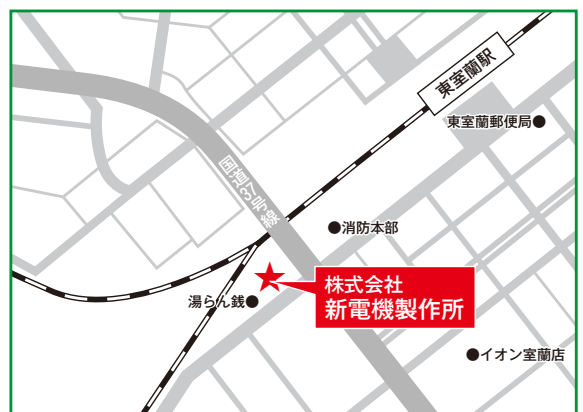 東室蘭駅
東室蘭郵便局
国道37号線
消防本部
株式会社
新電機製作所
湯らん銭
イオン室蘭店